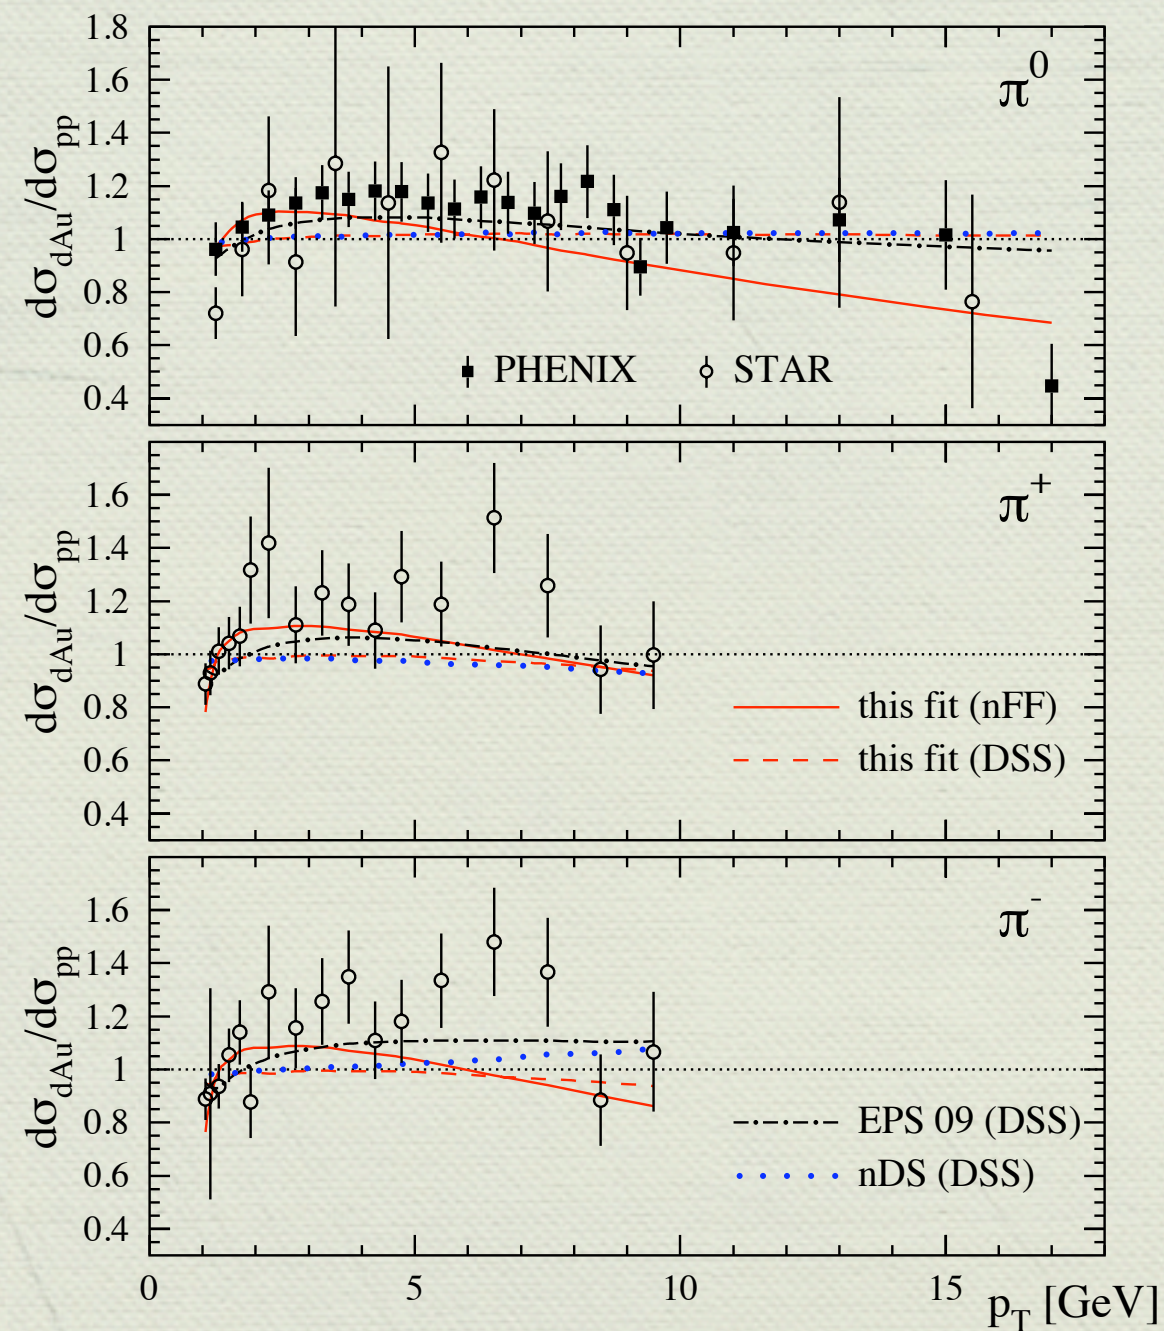 1.8
1.6
1.4
1.2
1
0.8
0.6
0.4
dσdAu/dσpp
π0
PHENIX
STAR
1.6
1.4
1.2
1
0.8
0.6
0.4
dσdAu/dσpp
π+
this fit (nFF)
this fit (DSS)
1.6
1.4
1.2
1
0.8
0.6
0.4
dσdAu/dσpp
π-
EPS 09 (DSS)
nDS (DSS)
0 5 10 15
pT [GeV]